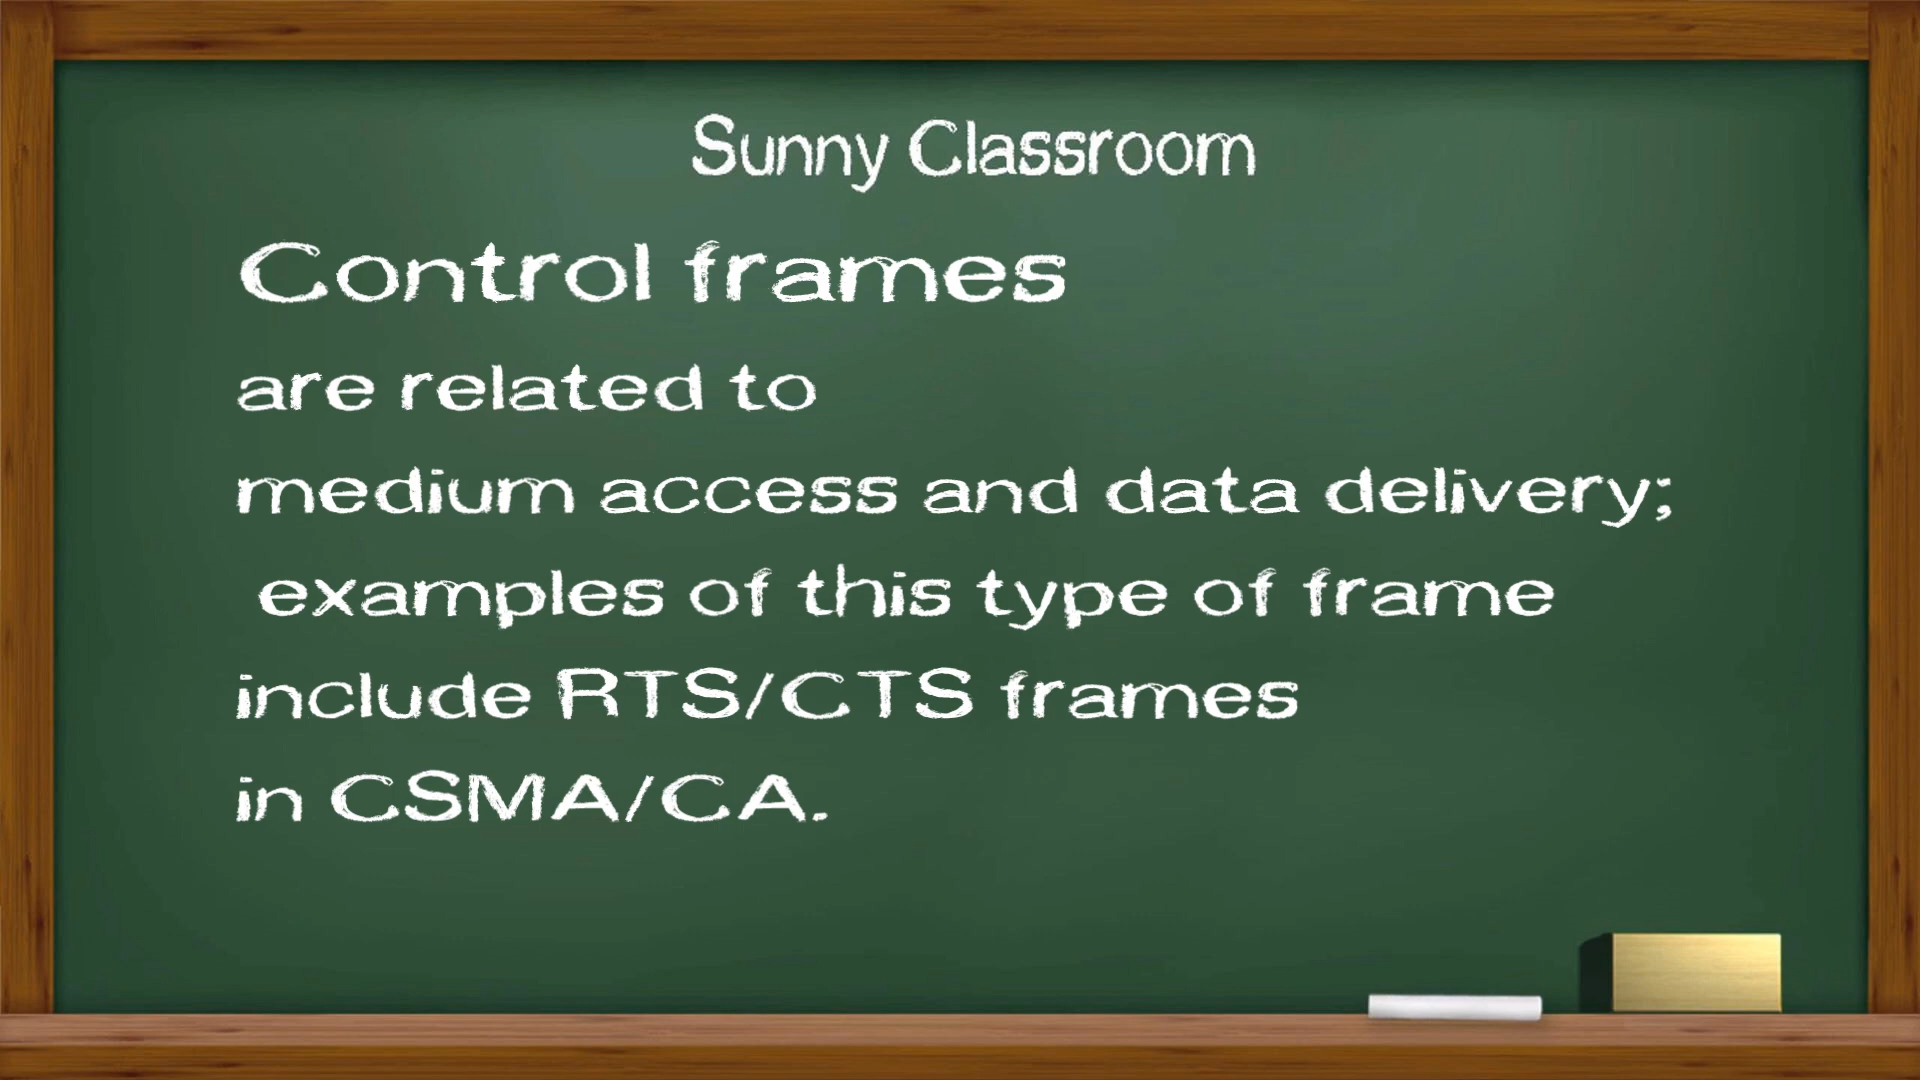 Sunny Classroom
Control frames
are related to
medium access and data delivery;
examples of this type of frame
include RTS/CTS frames
in CSMA/CA.